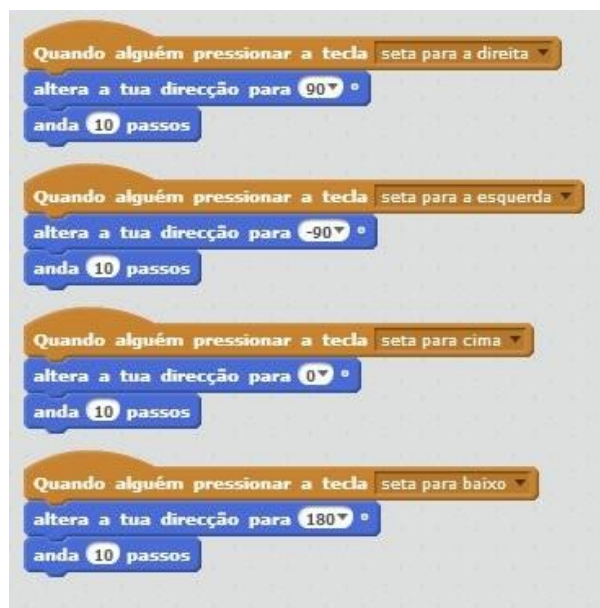 Quando alguém pressionar a tecla seta para a direita
altera a tua direcção para 90 °
anda 10 passos
Quando alguém pressionar a tecla seta para a esquerda
altera a tua direcção para -90 °
anda 10 passos
Quando alguém pressionar a tecla seta para cima
altera a tua direcção para 0 °
anda 10 passos
Quando alguém pressionar a tecla seta para baixo
altera a tua direcção para 180 °
anda 10 passos